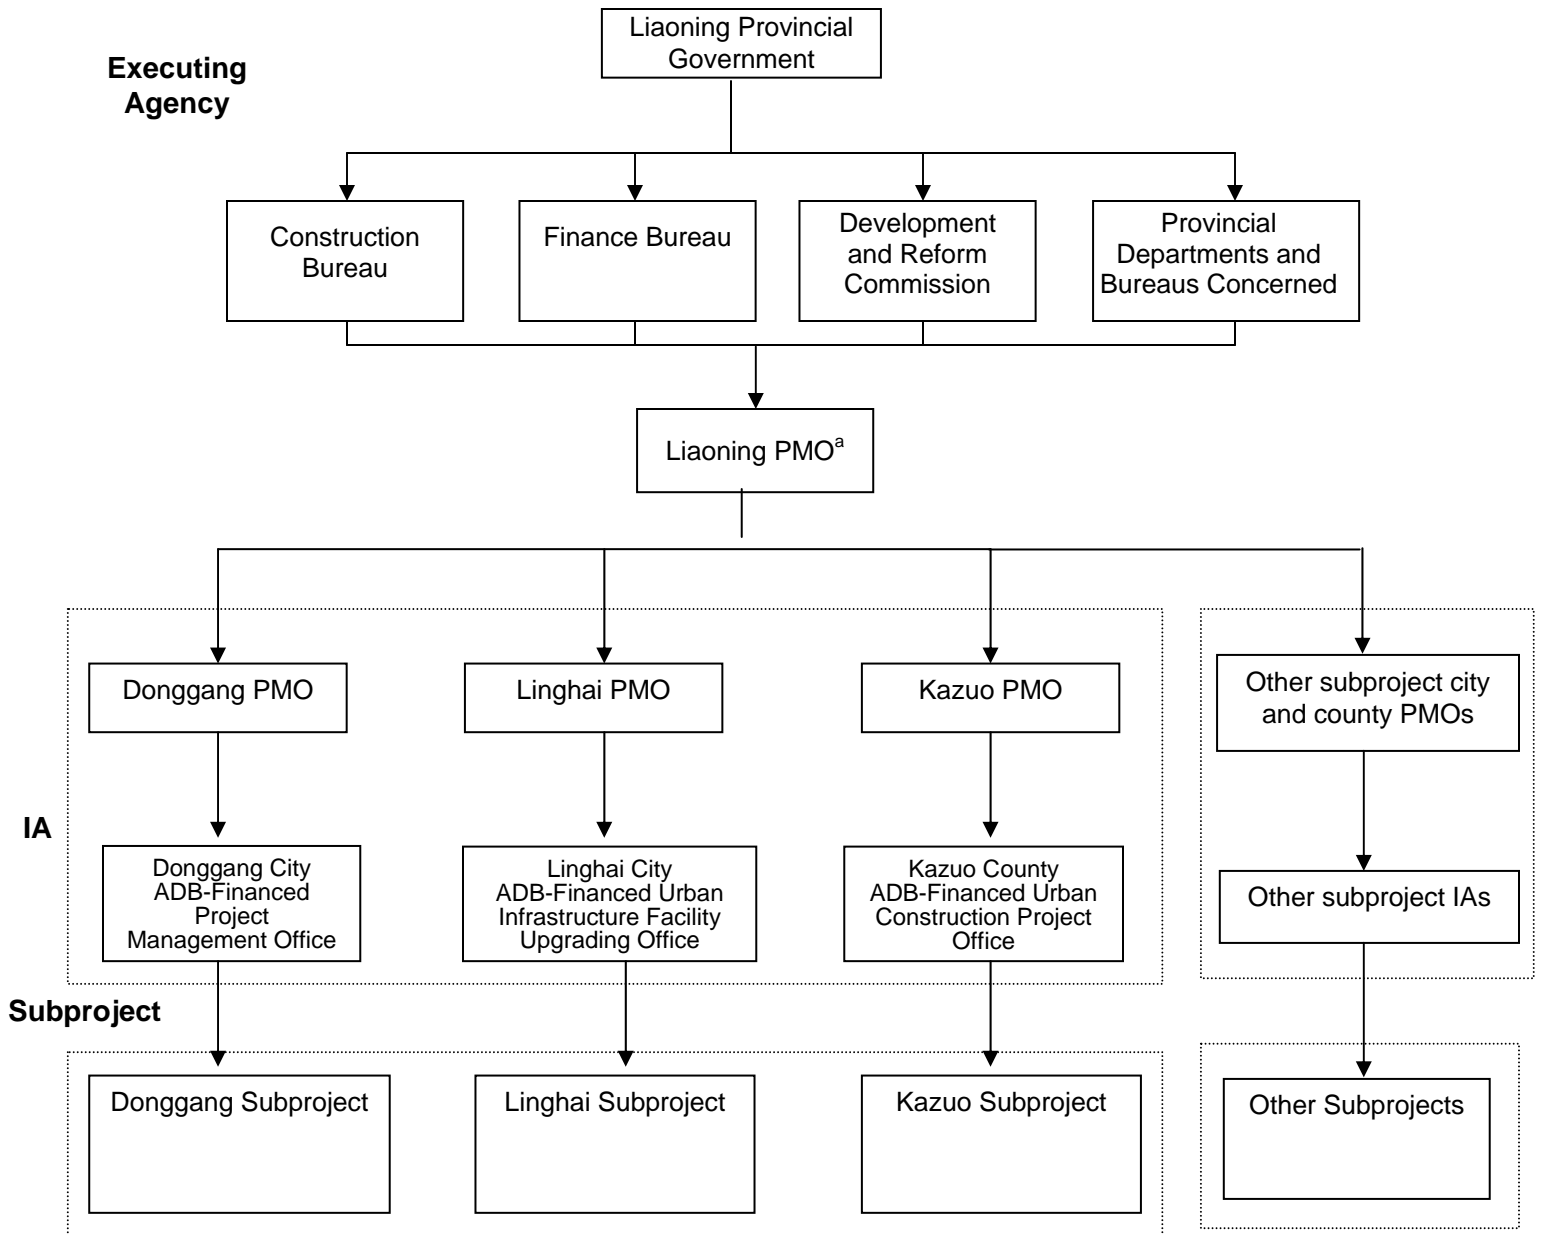 Liaoning Provincial
Government
Executing
Agency
Construction
Bureau
Finance Bureau
Development
and Reform
Commission
Provincial
Departments and
Bureaus Concerned
Liaoning PMOa
Donggang PMO
Linghai PMO
Kazuo PMO
Other subproject city
and county PMOs
IA
Donggang City
ADB-Financed
Project
Management Office
Linghai City
ADB-Financed Urban
Infrastructure Facility
Upgrading Office
Kazuo County
ADB-Financed Urban
Construction Project
Office
Other subproject IAs
Subproject
Donggang Subproject
Linghai Subproject
Kazuo Subproject
Other Subprojects